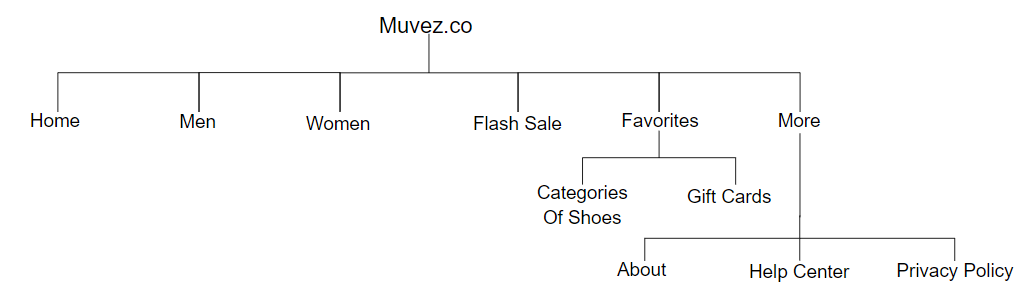 Muvez.co
Home
Men
Women
Flash Sale
Favorites
More
Categories
Of Shoes
Gift Cards
About
Help Center
Privacy Policy